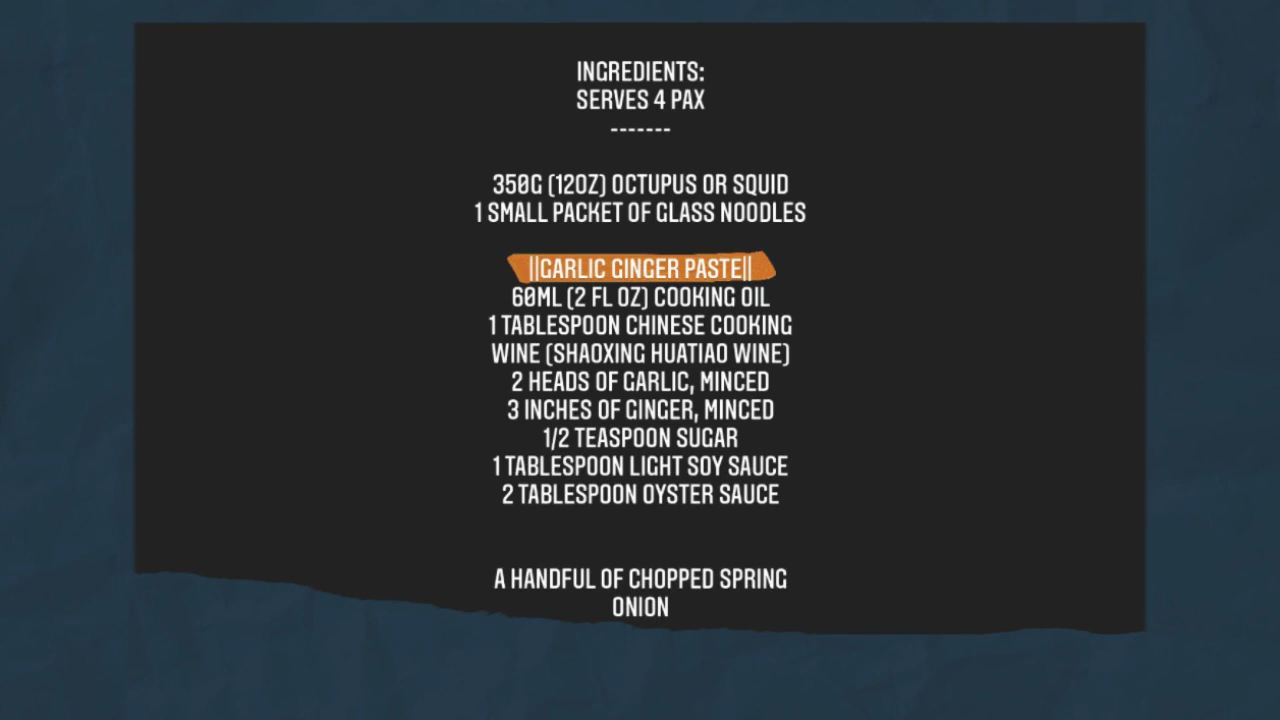 INGREDIENTS:
SERVES 4 PAX
-------
350G (12OZ) OCTUPUS OR SQUID
1 SMALL PACKET OF GLASS NOODLES
||GARLIC GINGER PASTE||
60ML (2 FL OZ) COOKING OIL
1 TABLESPOON CHINESE COOKING
WINE (SHAOXING HUATIAO WINE)
2 HEADS OF GARLIC, MINCED
3 INCHES OF GINGER, MINCED
1/2 TEASPOON SUGAR
1 TABLESPOON LIGHT SOY SAUCE
2 TABLESPOON OYSTER SAUCE
A HANDFUL OF CHOPPED SPRING
ONION